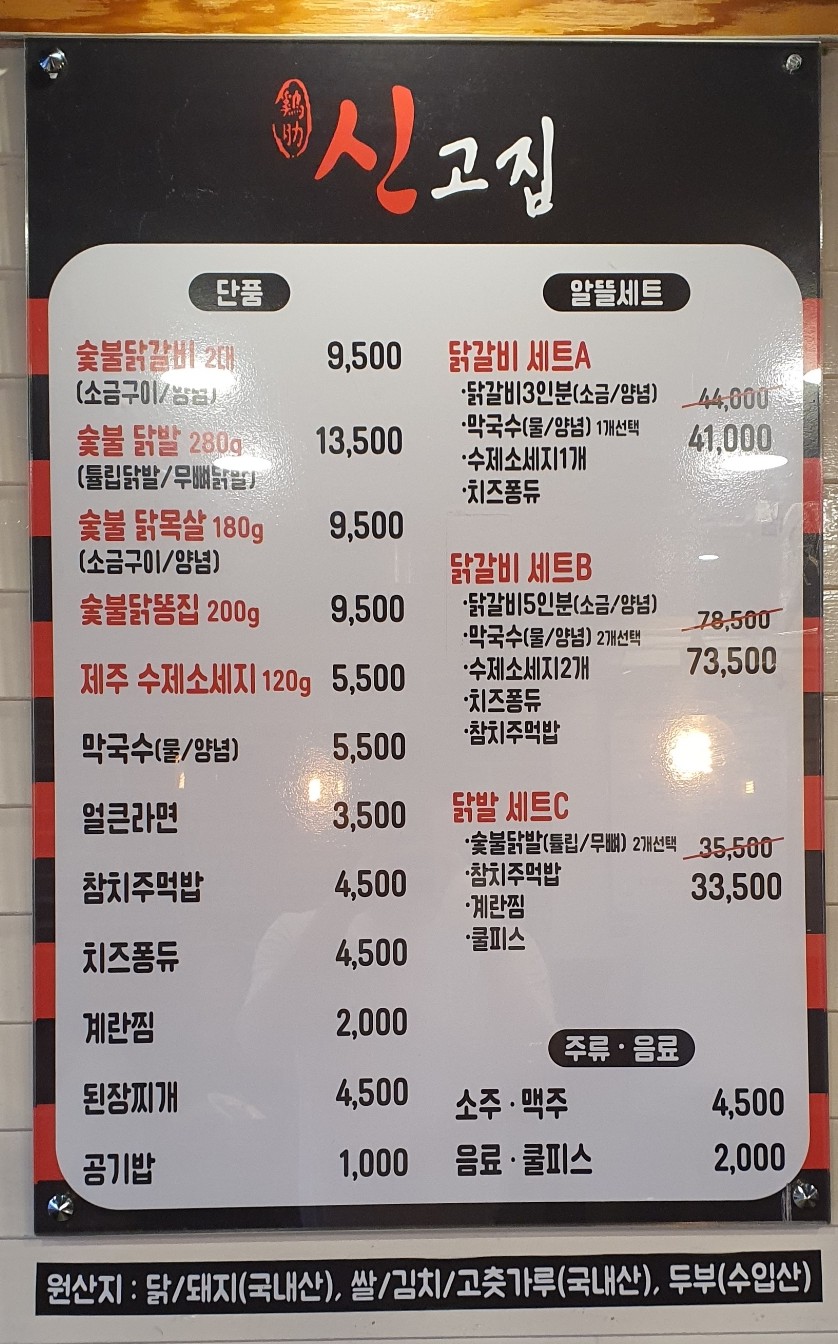 鷄肋
신고집
단품
숯불닭갈비 2대 9,500
(소금구이/양념)
숯불 닭발 280g 13,500
(튤립닭발/무뼈닭발)
숯불 닭목살 180g 9,500
(소금구이/양념)
숯불닭똥집 200g 9,500
제주 수제소세지 120g 5,500
막국수(물/양념) 5,500
얼큰라면 3,500
참치주먹밥 4,500
치즈퐁듀 4,500
계란찜 2,000
된장찌개 4,500
공기밥 1,000
알뜰세트
닭갈비 세트A
·닭갈비3인분(소금/양념) 44,000
·막국수(물/양념) 1개선택 41,000
·수제소세지1개
·치즈퐁듀
닭갈비 세트B
·닭갈비5인분(소금/양념) 78,500
·막국수(물/양념) 2개선택
·수제소세지2개 73,500
·치즈퐁듀
·참치주먹밥
닭발 세트C
·숯불닭발(튤립/무뼈) 2개선택 35,500
·참치주먹밥 33,500
·계란찜
·쿨피스
주류·음료
소주·맥주 4,500
음료·쿨피스 2,000
원산지 : 닭/돼지(국내산), 쌀/김치/고춧가루(국내산), 두부(수입산)